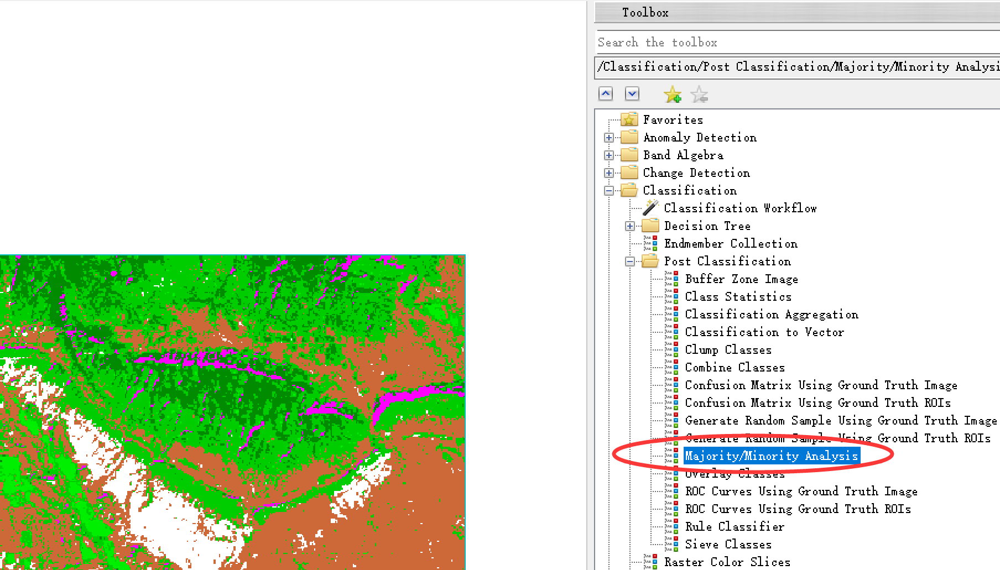 Toolbox
Search the toolbox
/Classification/Post Classification/Majority/Minority Analysi
Favorites
Anomaly Detection
Band Algebra
Change Detection
Classification
Classification Workflow
Decision Tree
Endmember Collection
Post Classification
Buffer Zone Image
Class Statistics
Classification Aggregation
Classification to Vector
Clump Classes
Combine Classes
Confusion Matrix Using Ground Truth Image
Confusion Matrix Using Ground Truth ROIs
Generate Random Sample Using Ground Truth Image
Generate Random Sample Using Ground Truth ROIs
Majority/Minority Analysis
Overlay Classes
ROC Curves Using Ground Truth Image
ROC Curves Using Ground Truth ROIs
Rule Classifier
Sieve Classes
Raster Color Slices